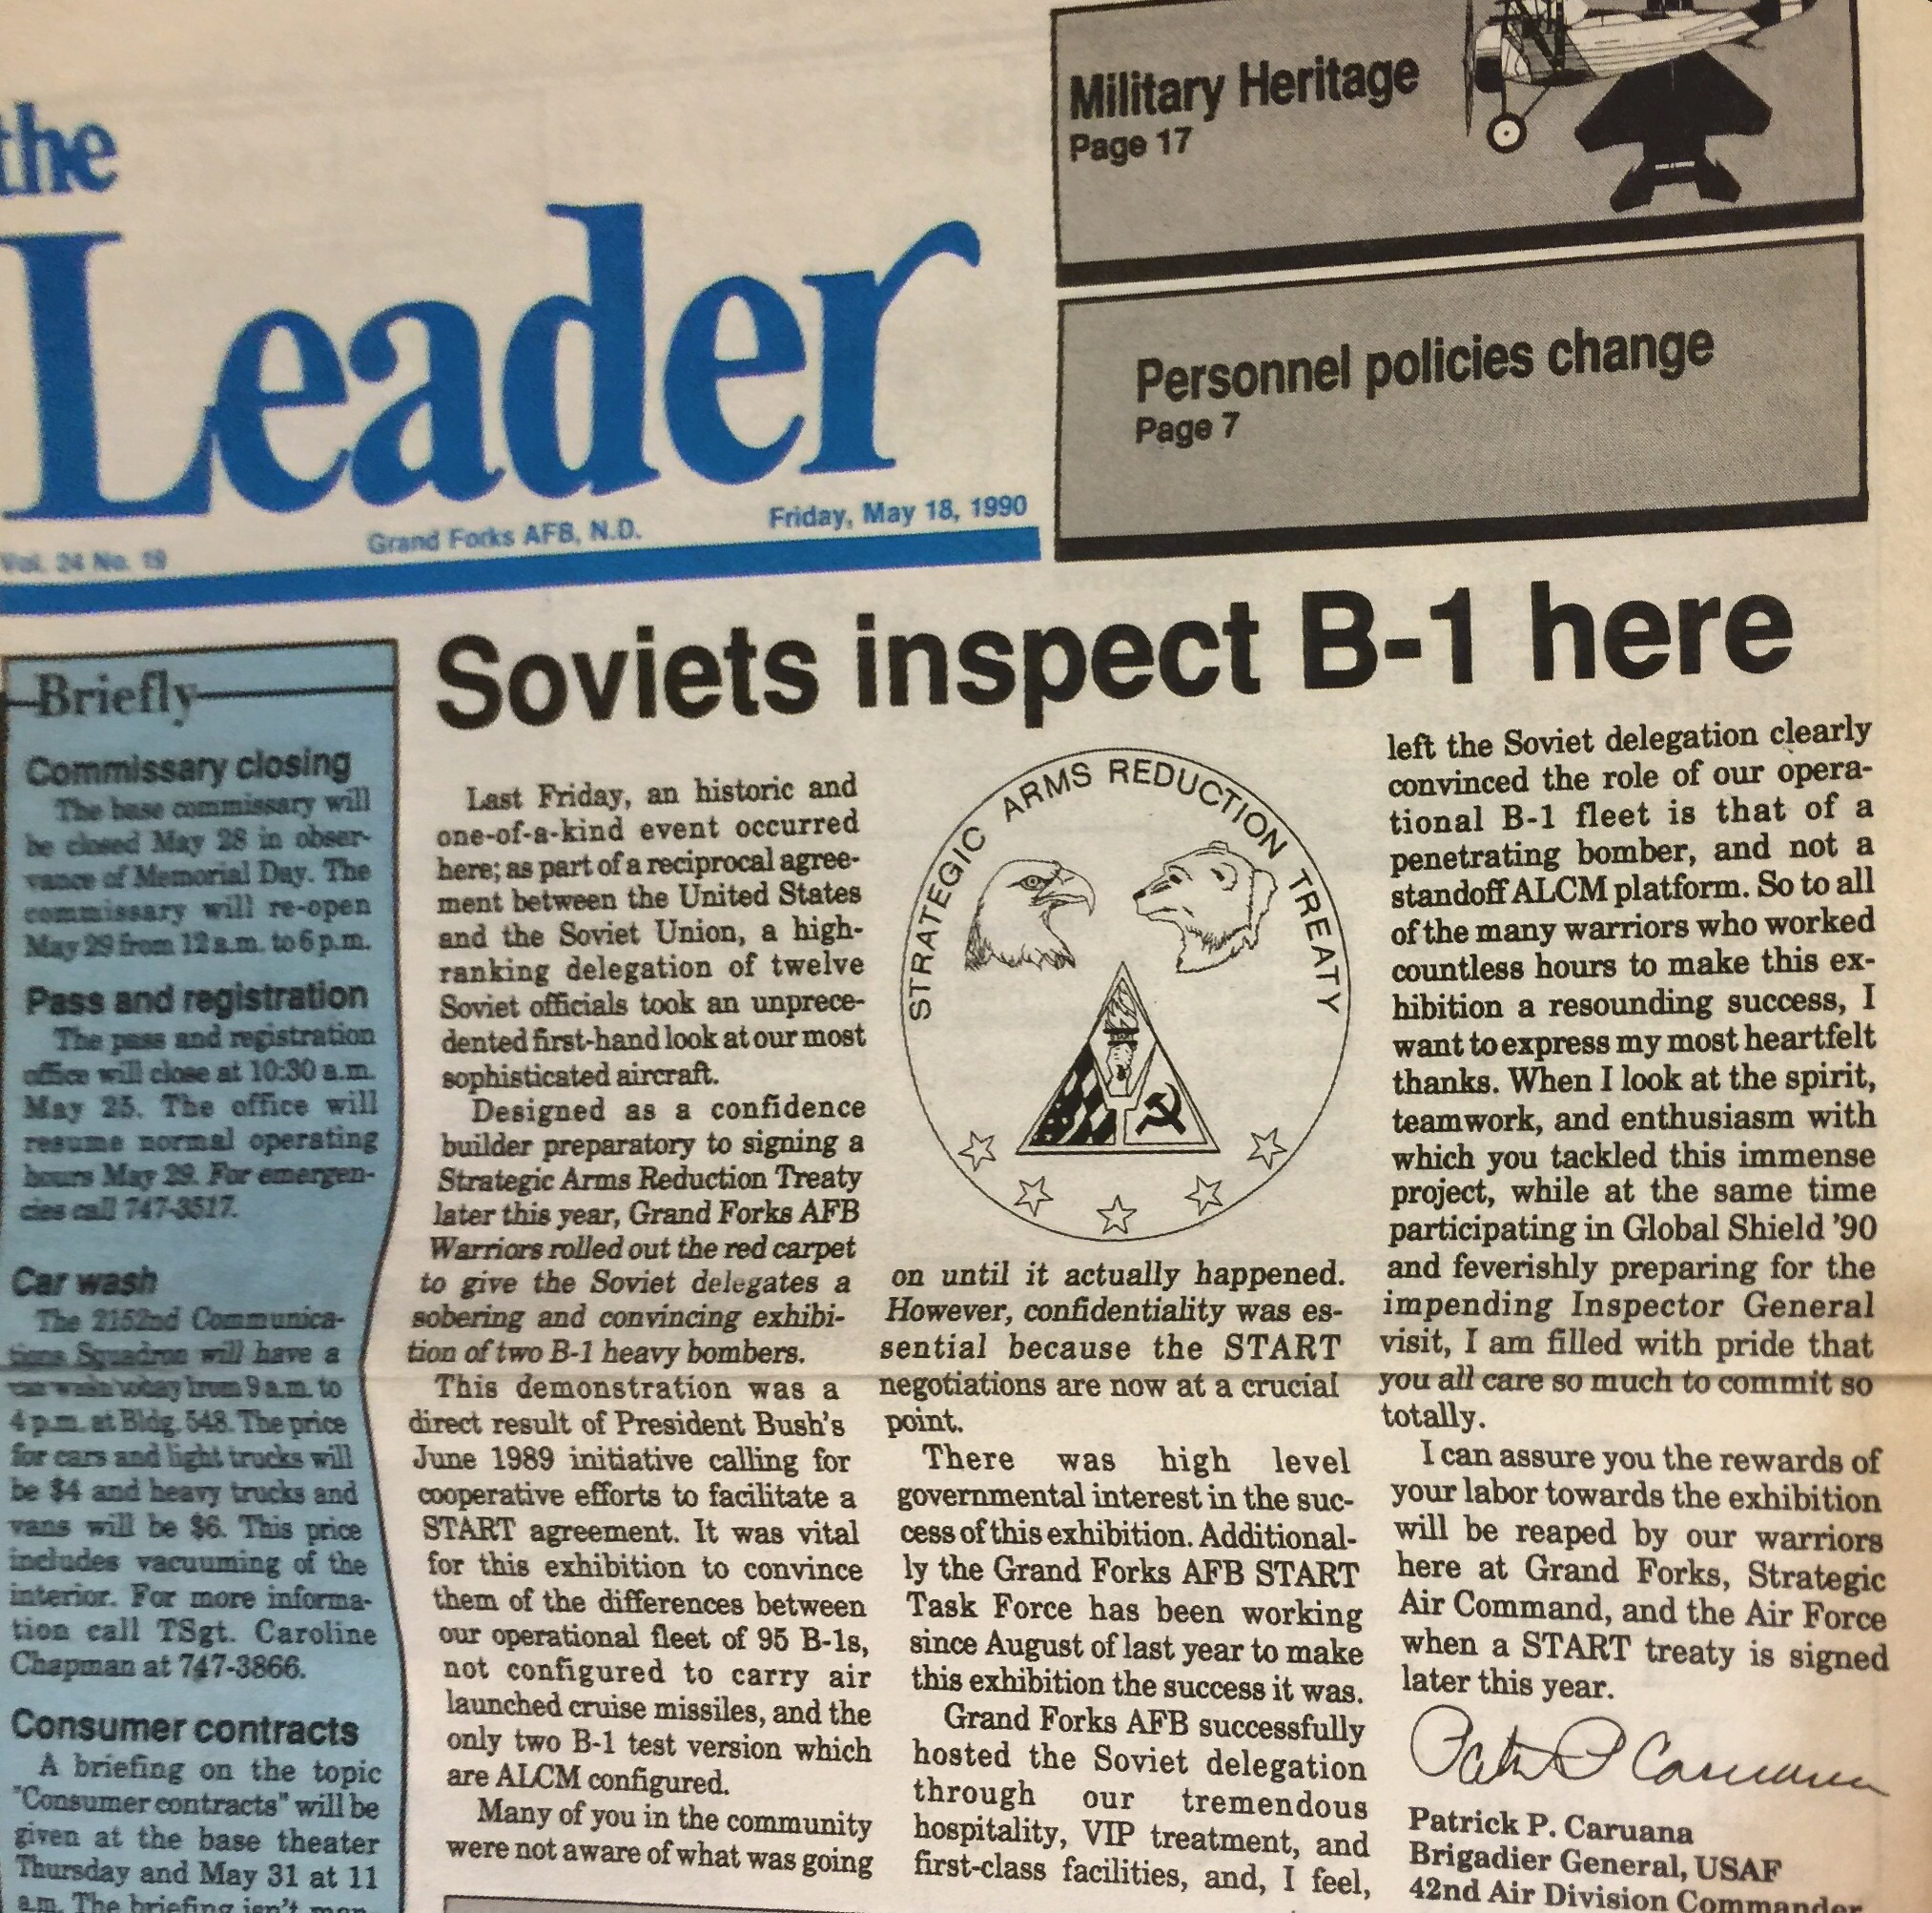 the
Leader
Vol. 24 No. 19
Grand Forks AFB, N.D.
Friday, May 18, 1990
Military Heritage
Page 17
Personnel policies change
Page 7
Soviets inspect B-1 here
Briefly
Commissary closing
The base commissary will
be closed May 28 in obser-
vance of Memorial Day. The
commissary will re-open
May 29 from 12 a.m. to 6 p.m.
Pass and registration
The pass and registration
office will close at 10:30 a.m.
May 25. The office will
resume normal operating
hours May 29. For emergen-
cies call 747-3517.
Car wash
The 2152nd Communica-
tions Squadron will have a
car wash today from 9 a.m. to
4 p.m. at Bldg. 548. The price
for cars and light trucks will
be $4 and heavy trucks and
vans will be $6. This price
includes vacuuming of the
interior. For more informa-
tion call TSgt. Caroline
Chapman at 747-3866.
Consumer contracts
A briefing on the topic
"Consumer contracts" will be
given at the base theater
Thursday and May 31 at 11
a.m. The briefing isn't man-
Last Friday, an historic and
one-of-a-kind event occurred
here; as part of a reciprocal agree-
ment between the United States
and the Soviet Union, a high-
ranking delegation of twelve
Soviet officials took an unprece-
dented first-hand look at our most
sophisticated aircraft.
Designed as a confidence
builder preparatory to signing a
Strategic Arms Reduction Treaty
later this year, Grand Forks AFB
Warriors rolled out the red carpet
to give the Soviet delegates a
sobering and convincing exhibi-
tion of two B-1 heavy bombers.
This demonstration was a
direct result of President Bush's
June 1989 initiative calling for
cooperative efforts to facilitate a
START agreement. It was vital
for this exhibition to convince
them of the differences between
our operational fleet of 95 B-1s,
not configured to carry air
launched cruise missiles, and the
only two B-1 test version which
are ALCM configured.
Many of you in the community
were not aware of what was going
STRATEGIC ARMS REDUCTION TREATY
on until it actually happened.
However, confidentiality was es-
sential because the START
negotiations are now at a crucial
point.
There was high level
governmental interest in the suc-
cess of this exhibition. Additional-
ly the Grand Forks AFB START
Task Force has been working
since August of last year to make
this exhibition the success it was.
Grand Forks AFB successfully
hosted the Soviet delegation
through our tremendous
hospitality, VIP treatment, and
first-class facilities, and, I feel,
left the Soviet delegation clearly
convinced the role of our opera-
tional B-1 fleet is that of a
penetrating bomber, and not a
standoff ALCM platform. So to all
of the many warriors who worked
countless hours to make this ex-
hibition a resounding success, I
want to express my most heartfelt
thanks. When I look at the spirit,
teamwork, and enthusiasm with
which you tackled this immense
project, while at the same time
participating in Global Shield '90
and feverishly preparing for the
impending Inspector General
visit, I am filled with pride that
you all care so much to commit so
totally.
I can assure you the rewards of
your labor towards the exhibition
will be reaped by our warriors
here at Grand Forks, Strategic
Air Command, and the Air Force
when a START treaty is signed
later this year.
Patrick P Caruana
Patrick P. Caruana
Brigadier General, USAF
42nd Air Division Commander